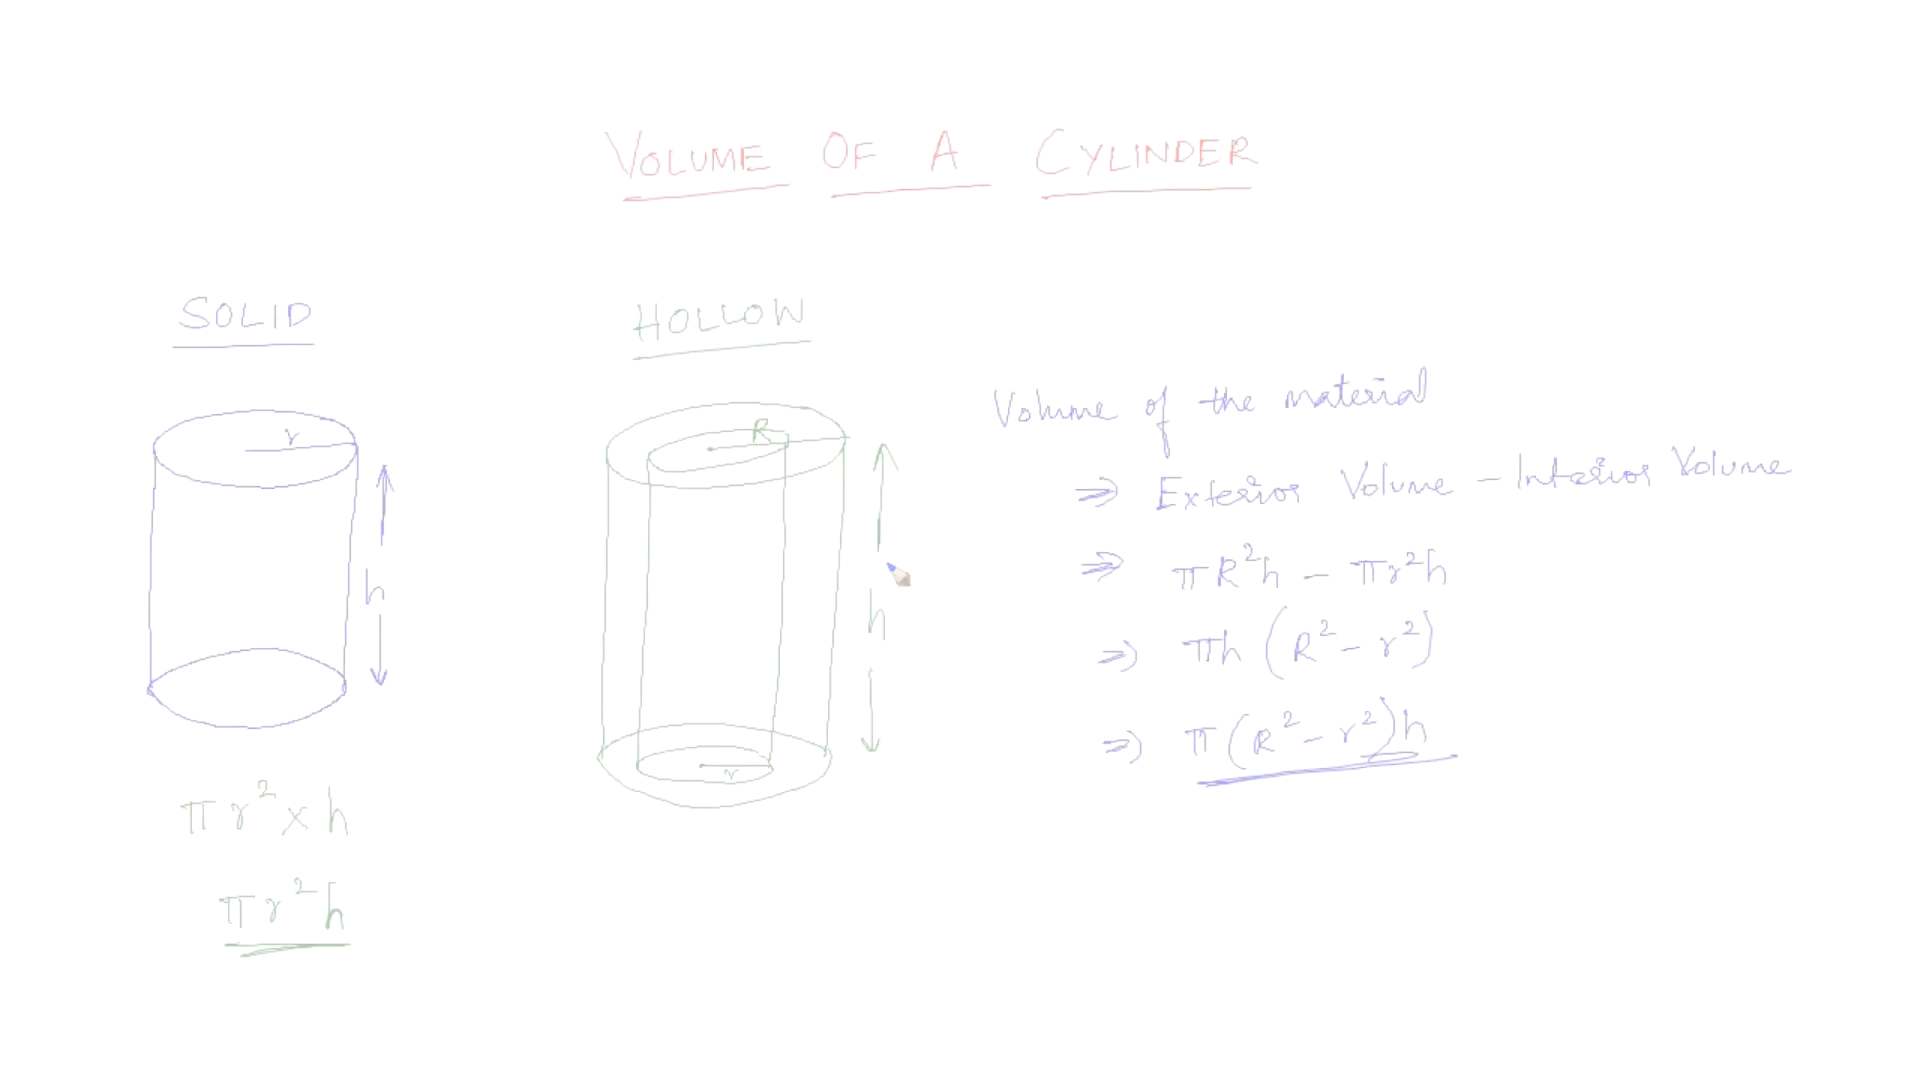 VOLUME OF A CYLINDER
SOLID
r
h
πr²xh
πr²h
HOLLOW
R
h
r
Volume of the material
⇒ Exterior Volume - Interior Volume
⇒ πR²h - πr²h
⇒ πh (R² - r²)
⇒ π(R² - r²)h